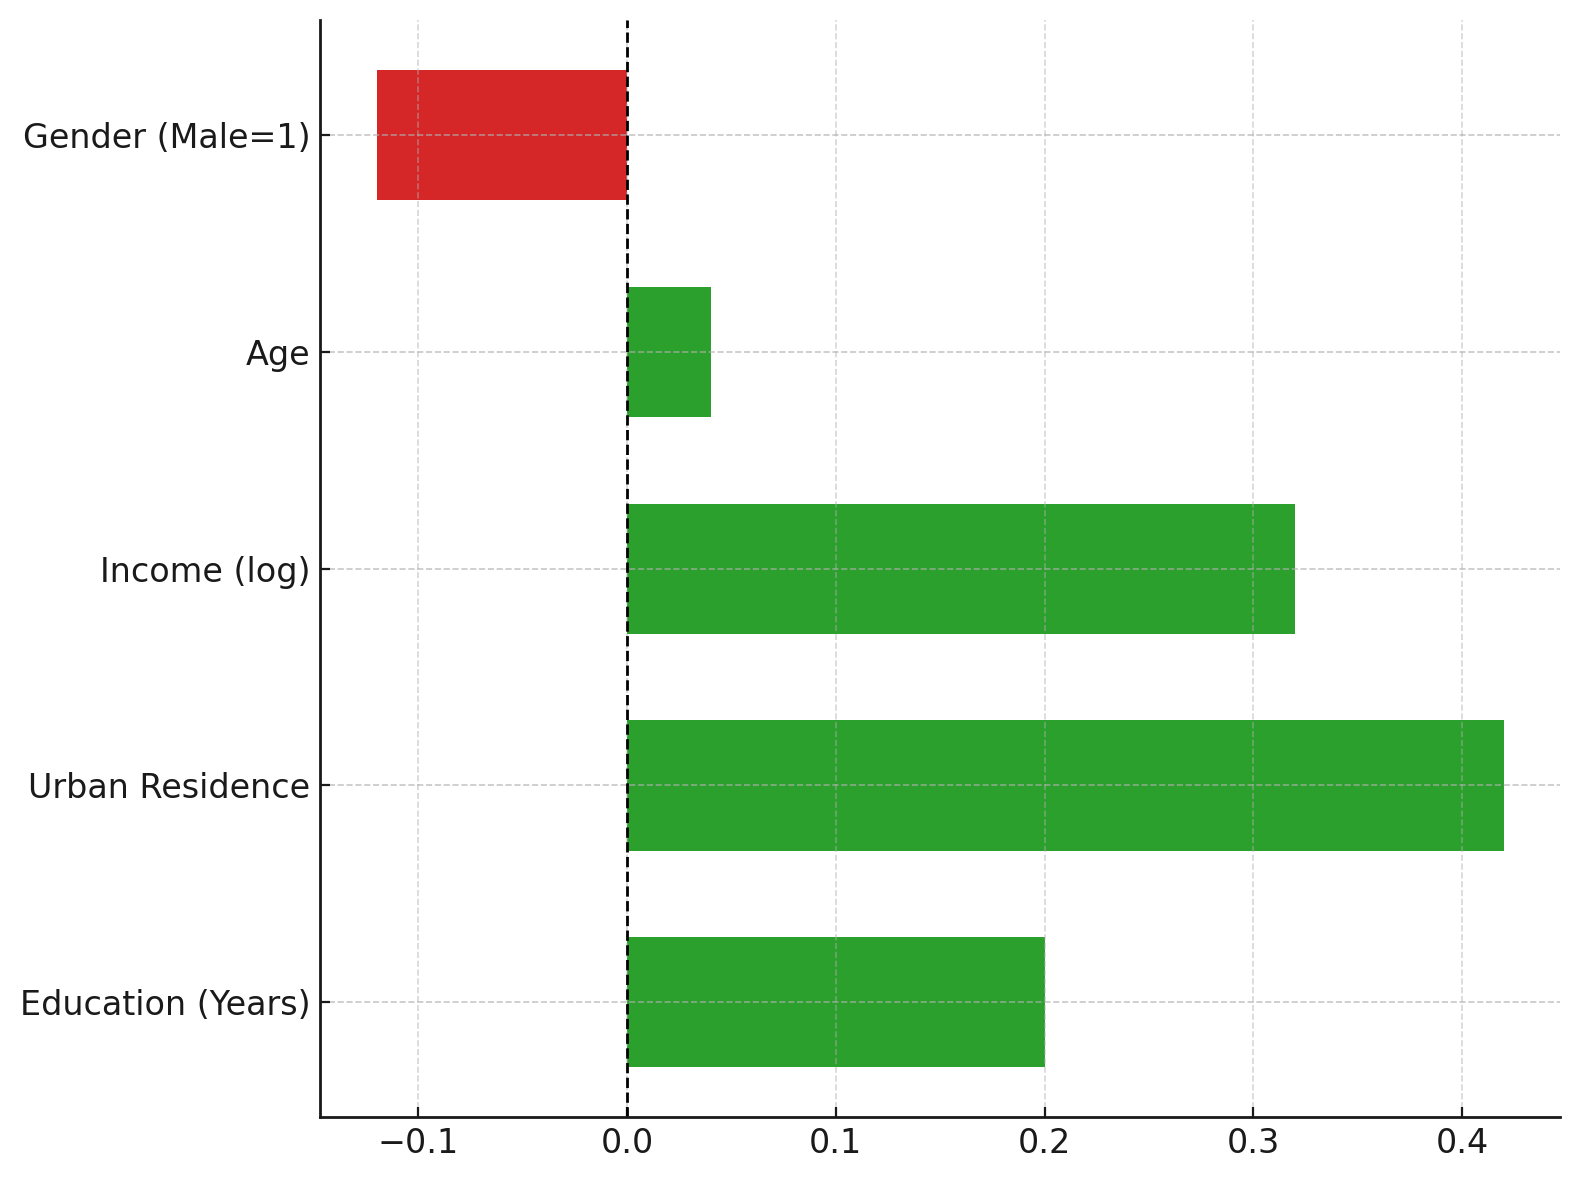 Gender (Male=1)
Age
Income (log)
Urban Residence
Education (Years)
−0.1 0.0 0.1 0.2 0.3 0.4